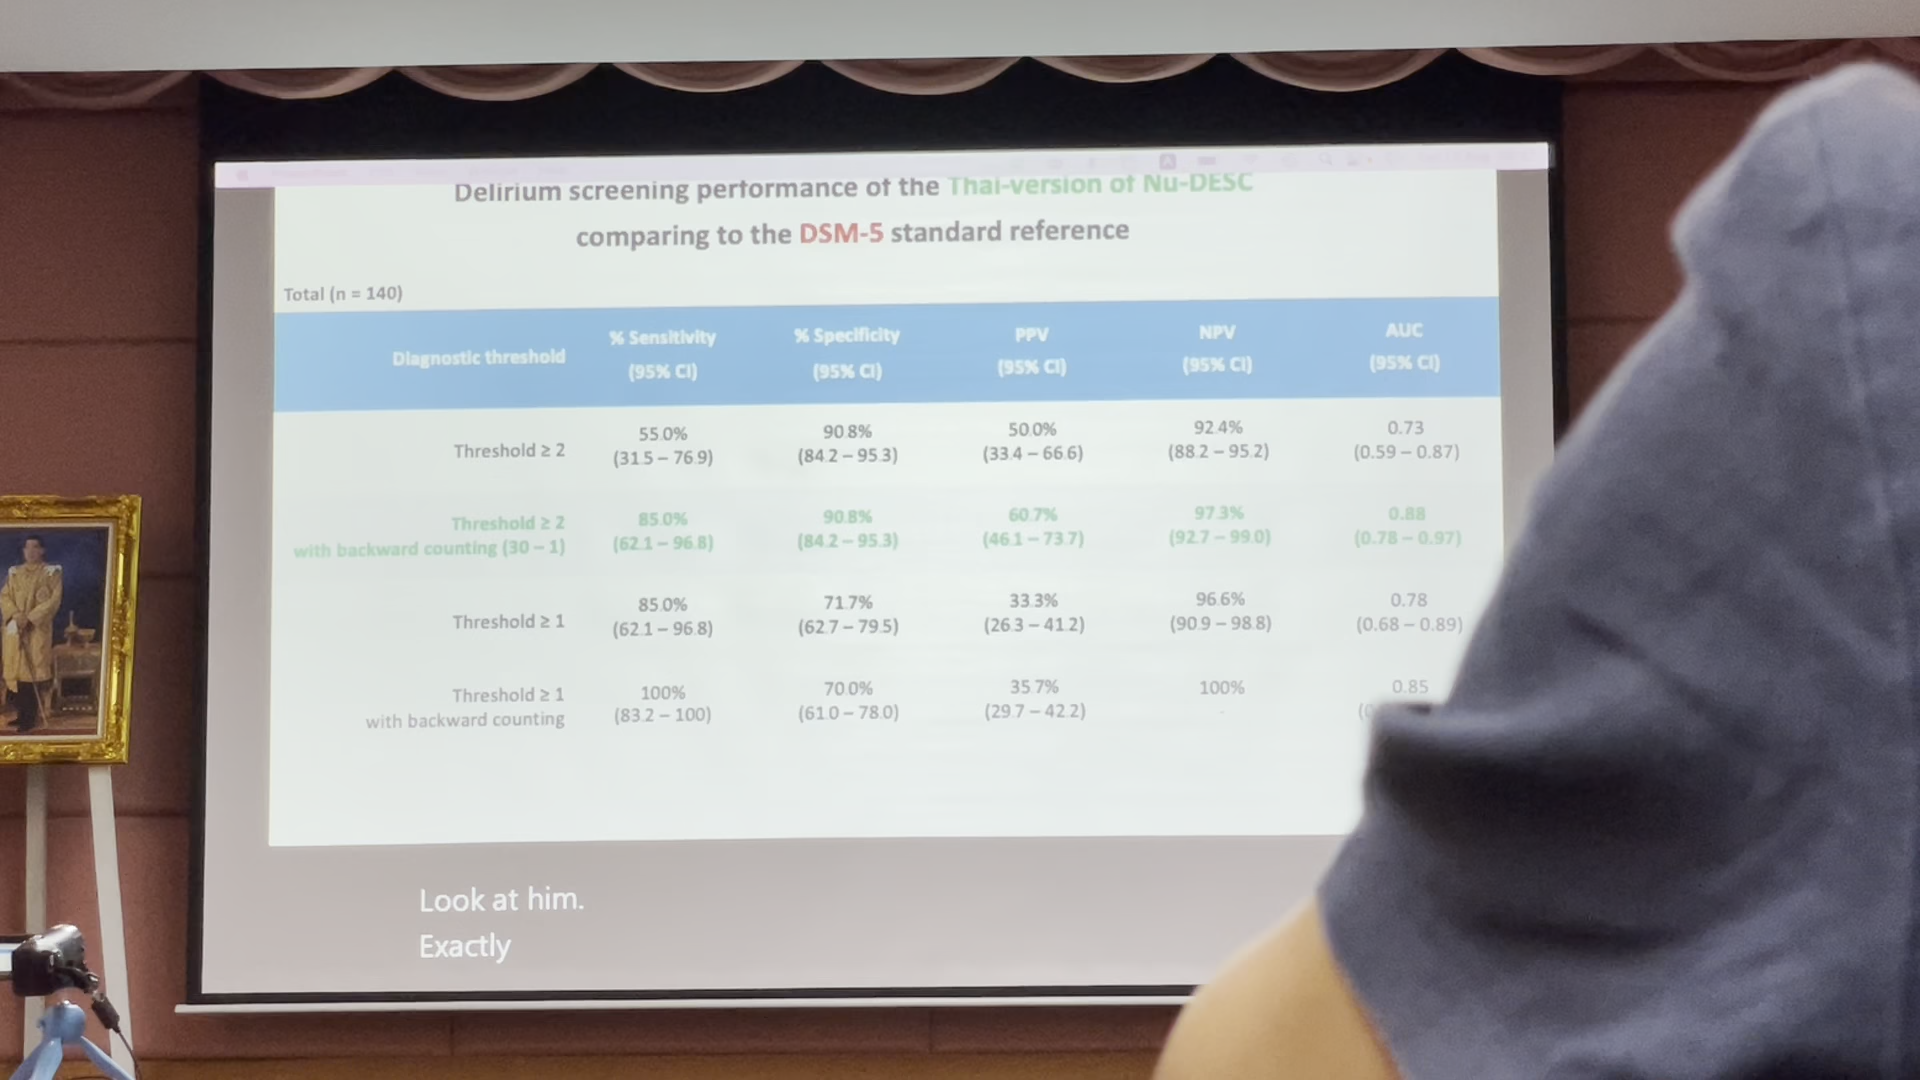 Delirium screening performance of the Thai-version of Nu-DESC
comparing to the DSM-5 standard reference
Total (n = 140)
Diagnostic threshold
% Sensitivity
(95% CI)
% Specificity
(95% CI)
PPV
(95% CI)
NPV
(95% CI)
AUC
(95% CI)
Threshold ≥ 2
55.0%
(31.5 – 76.9)
90.8%
(84.2 – 95.3)
50.0%
(33.4 – 66.6)
92.4%
(88.2 – 95.2)
0.73
(0.59 – 0.87)
Threshold ≥ 2
with backward counting (30 – 1)
85.0%
(62.1 – 96.8)
90.8%
(84.2 – 95.3)
60.7%
(46.1 – 73.7)
97.3%
(92.7 – 99.0)
0.88
(0.78 – 0.97)
Threshold ≥ 1
85.0%
(62.1 – 96.8)
71.7%
(62.7 – 79.5)
33.3%
(26.3 – 41.2)
96.6%
(90.9 – 98.8)
0.78
(0.68 – 0.89)
Threshold ≥ 1
with backward counting
100%
(83.2 – 100)
70.0%
(61.0 – 78.0)
35.7%
(29.7 – 42.2)
100%
-
0.85
Look at him.
Exactly